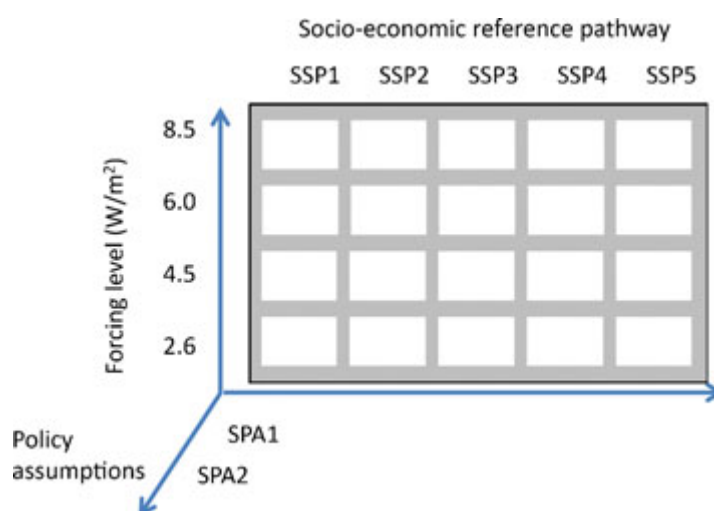 Socio-economic reference pathway
SSP1 SSP2 SSP3 SSP4 SSP5
Forcing level (W/m²)
8.5
6.0
4.5
2.6
Policy
assumptions
SPA1
SPA2